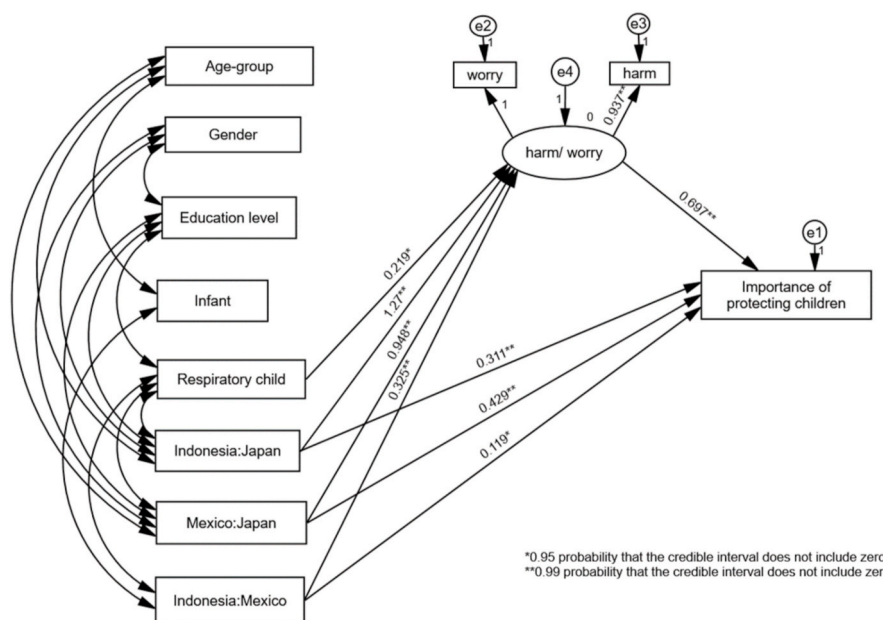 e2
1
e3
1
Age-group
worry
e4
harm
1
1
0
0.937**
Gender
harm/ worry
Education level
0.697**
0.219*
e1
1
Infant
1.27**
Importance of
protecting children
0.948**
Respiratory child
0.325**
0.311**
0.429**
Indonesia:Japan
0.119*
Mexico:Japan
*0.95 probability that the credible interval does not include zero
**0.99 probability that the credible interval does not include zer
Indonesia:Mexico